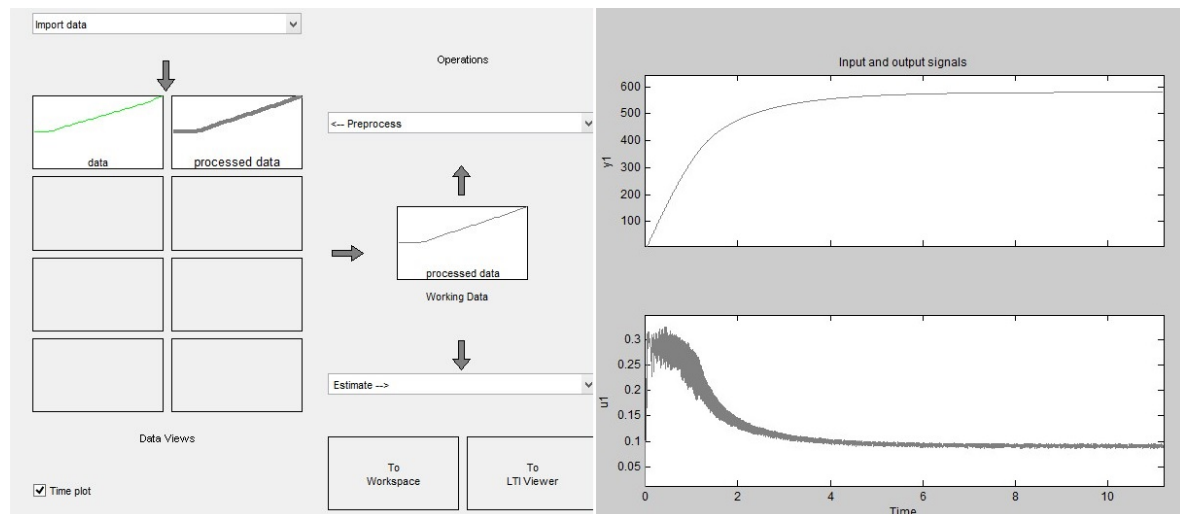 Import data
Operations
data
processed data
<-- Preprocess
processed data
Working Data
Estimate -->
Data Views
To
Workspace
To
LTI Viewer
Time plot
Input and output signals
600
500
400
300
200
100
y1
0.3
0.25
0.2
0.15
0.1
0.05
u1
0
2
4
6
8
10
Time